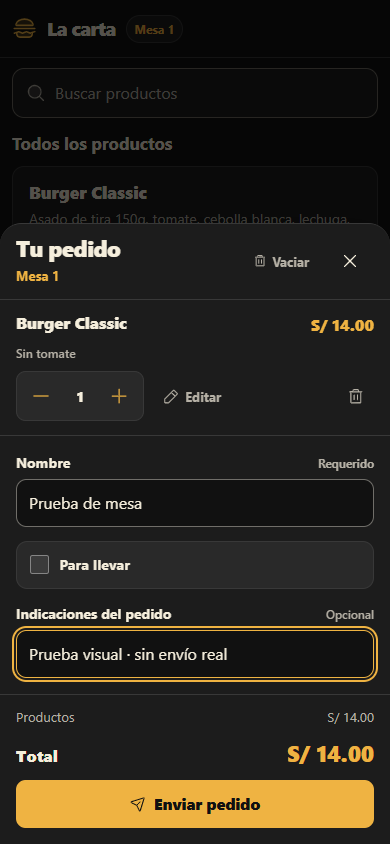 La carta Mesa 1
Buscar productos
Todos los productos
Burger Classic
Asado de tira 150g, tomate, cebolla blanca, lechuga,
Tu pedido
Vaciar
Mesa 1
Burger Classic S/ 14.00
Sin tomate
1 Editar
Nombre Requerido
Prueba de mesa
Para llevar
Indicaciones del pedido Opcional
Prueba visual · sin envío real
Productos S/ 14.00
Total S/ 14.00
Enviar pedido